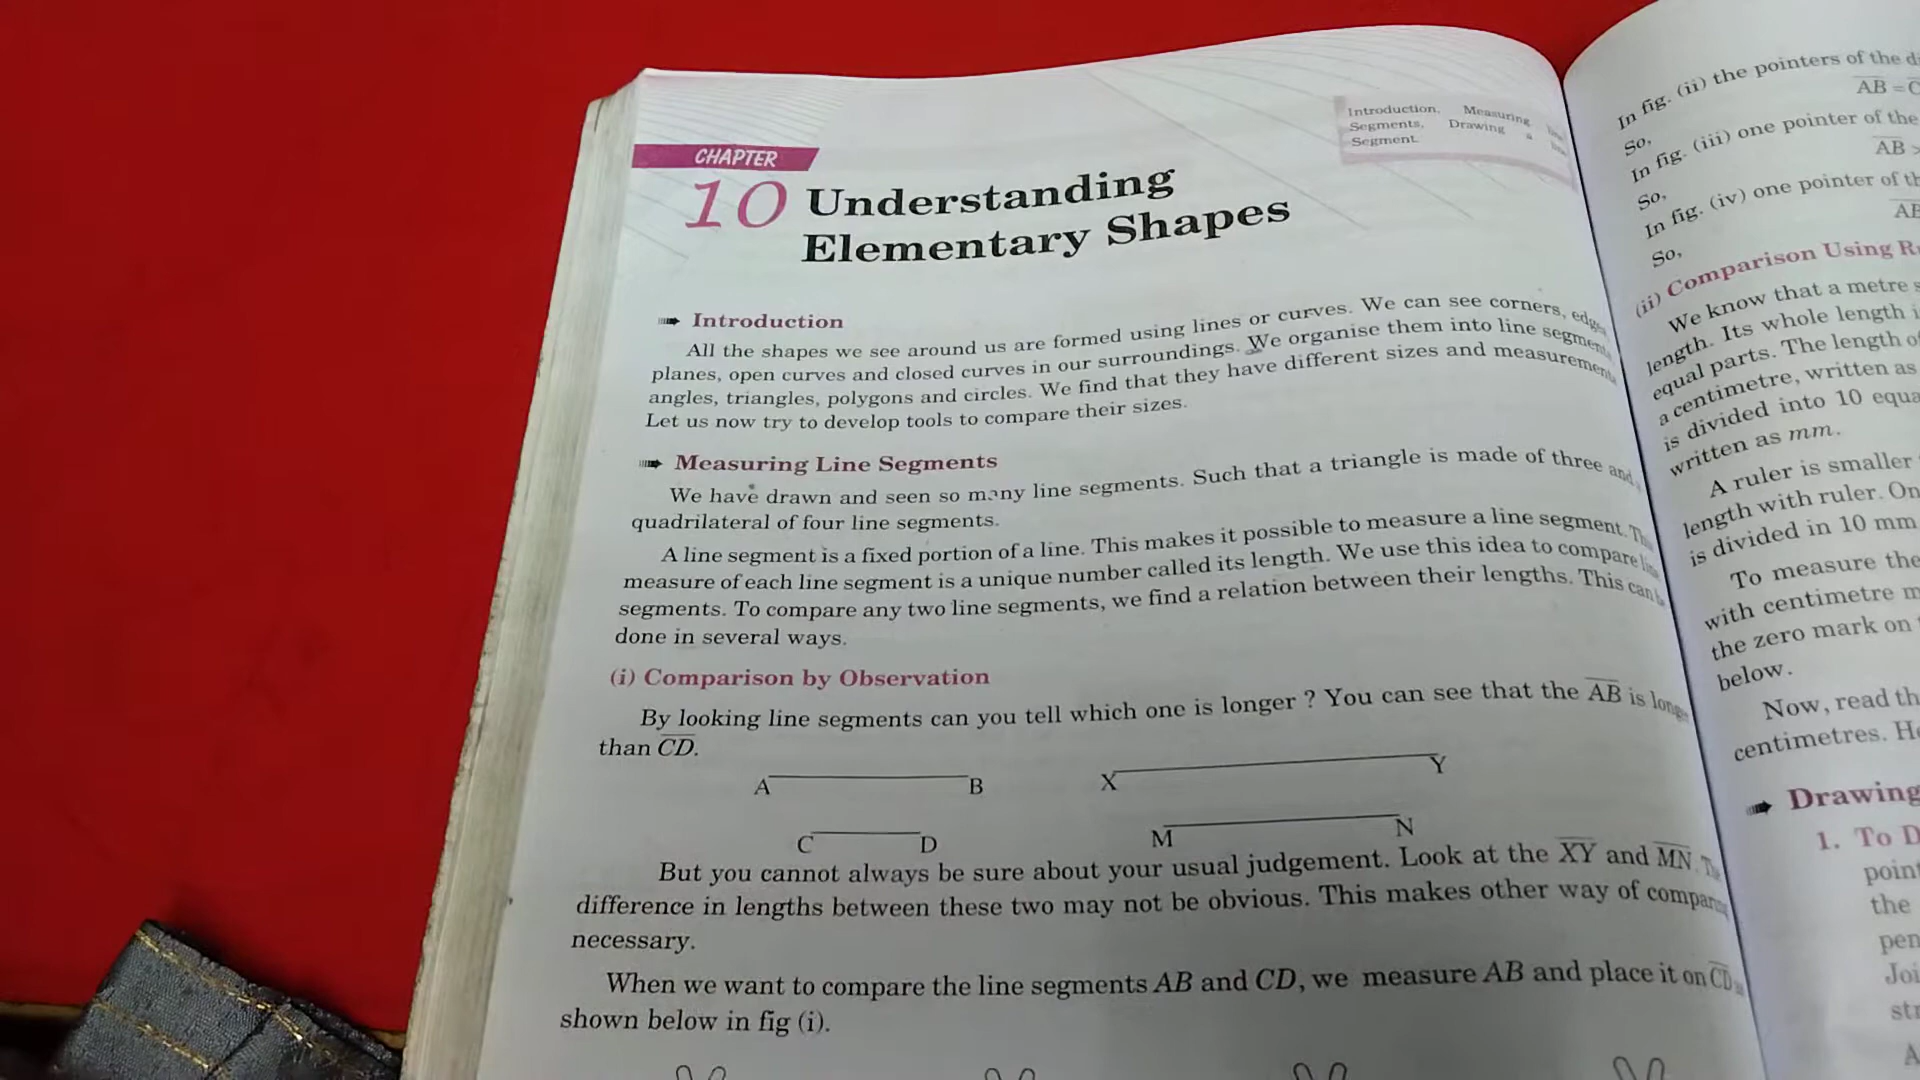 Introduction, Measuring
Segments, Drawing a
Segment.
CHAPTER
10 Understanding
Elementary Shapes
Introduction
All the shapes we see around us are formed using lines or curves. We can see corners,
planes, open curves and closed curves in our surroundings. We organise them into line
angles, triangles, polygons and circles. We find that they have different sizes and
Let us now try to develop tools to compare their sizes.
Measuring Line Segments
We have drawn and seen so many line segments. Such that a triangle is made of three and
quadrilateral of four line segments.
A line segment is a fixed portion of a line. This makes it possible to measure a line segment.
measure of each line segment is a unique number called its length. We use this idea to compare
segments. To compare any two line segments, we find a relation between their lengths. This can
done in several ways.
(i) Comparison by Observation
By looking line segments can you tell which one is longer ? You can see that the AB is
than CD.
A B X Y
C D M N
But you cannot always be sure about your usual judgement. Look at the XY and MN.
difference in lengths between these two may not be obvious. This makes other way of
necessary.
When we want to compare the line segments AB and CD, we measure AB and place it on CD
shown below in fig (i).
In fig. (ii) the pointers of the
AB =
So,
In fig. (iii) one pointer of the
AB >
So,
In fig. (iv) one pointer of
So,
(ii) Comparison Using
We know that a metre
length. Its whole length
equal parts. The length
a centimetre, written as
is divided into 10
written as mm.
A ruler is smaller
length with ruler.
is divided in 10 mm
To measure the
with centimetre
the zero mark on
below.
Now, read
centimetres.
Drawing
1. To
the